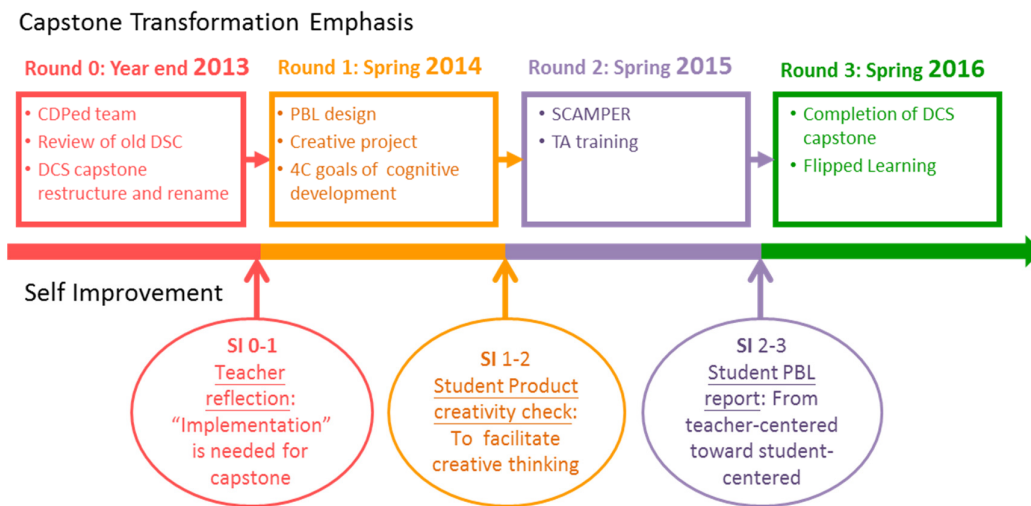 Capstone Transformation Emphasis
Round 0: Year end 2013
Round 1: Spring 2014
Round 2: Spring 2015
Round 3: Spring 2016
• CDPed team
• Review of old DSC
• DCS capstone
restructure and rename
• PBL design
• Creative project
• 4C goals of cognitive
development
• SCAMPER
• TA training
• Completion of DCS
capstone
• Flipped Learning
Self Improvement
SI 0-1
Teacher
reflection:
“Implementation”
is needed for
capstone
SI 1-2
Student Product
creativity check:
To facilitate
creative thinking
SI 2-3
Student PBL
report: From
teacher-centered
toward student-
centered